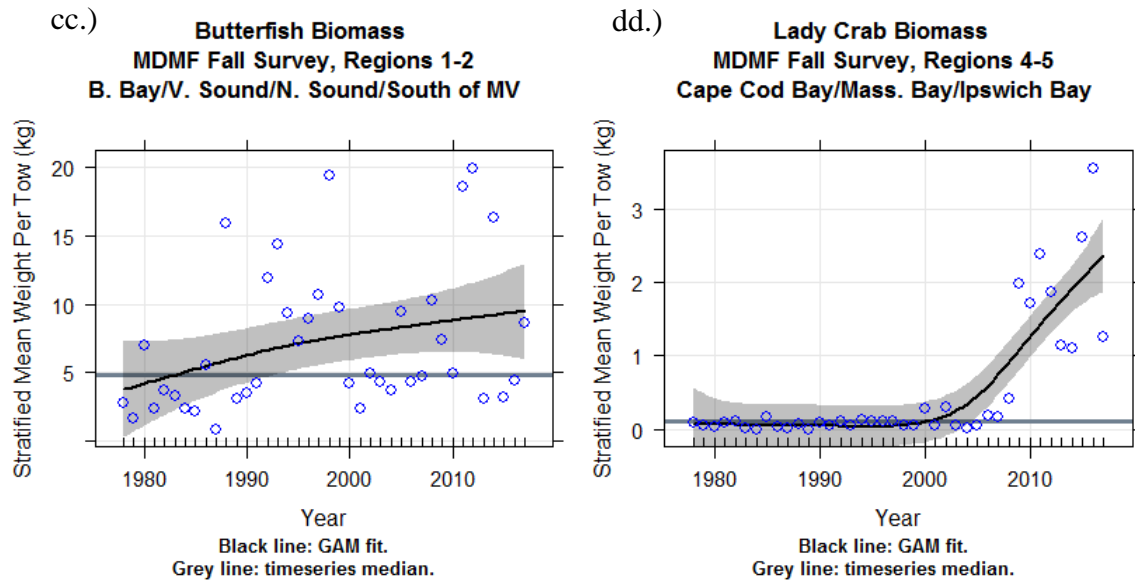 cc.)
Butterfish Biomass
MDMF Fall Survey, Regions 1-2
B. Bay/V. Sound/N. Sound/South of MV
Stratified Mean Weight Per Tow (kg)
20
15
10
5
1980 1990 2000 2010
Year
Black line: GAM fit.
Grey line: timeseries median.
dd.)
Lady Crab Biomass
MDMF Fall Survey, Regions 4-5
Cape Cod Bay/Mass. Bay/Ipswich Bay
Stratified Mean Weight Per Tow (kg)
3
2
1
0
1980 1990 2000 2010
Year
Black line: GAM fit.
Grey line: timeseries median.